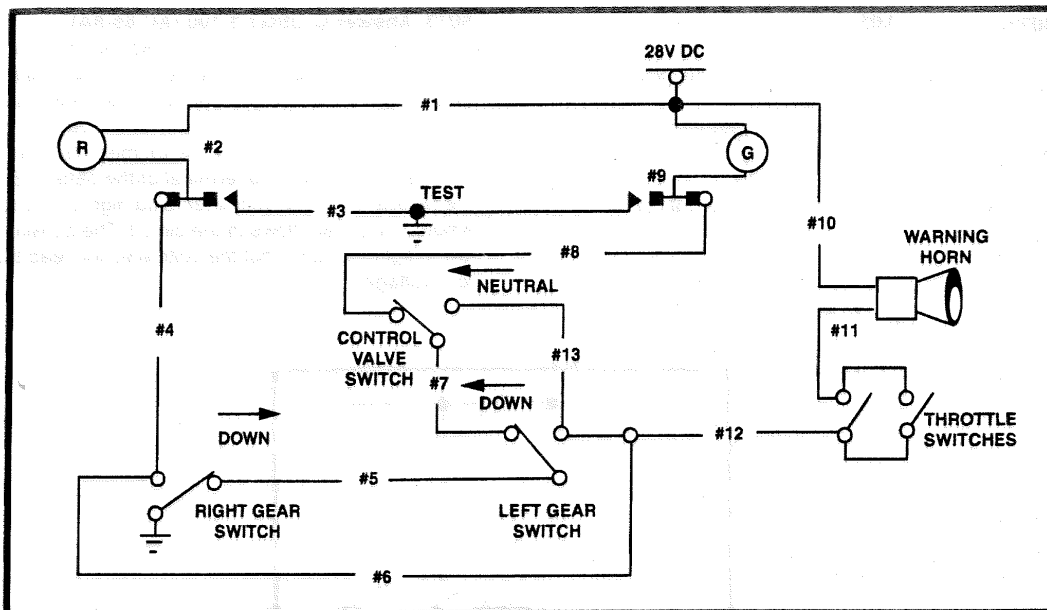 28V DC
#1
R
#2
G
#9
TEST
#3
#10
#8
WARNING
HORN
NEUTRAL
#11
#4
CONTROL
VALVE
SWITCH
#13
#7
DOWN
DOWN
#12
THROTTLE
SWITCHES
#5
RIGHT GEAR
SWITCH
LEFT GEAR
SWITCH
#6